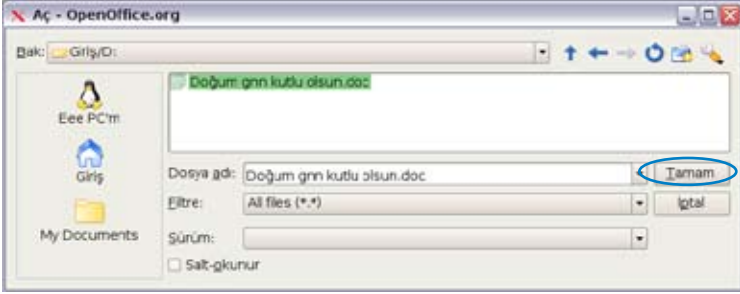 Aç - OpenOffice.org
Bak: Giriş/D:
Doğum gnn kutlu olsun.doc
Eee PC'm
Giriş
My Documents
Dosya adı: Doğum gnn kutlu olsun.doc Tamam
Filtre: All files (*.*) İptal
Sürüm:
Salt-okunur